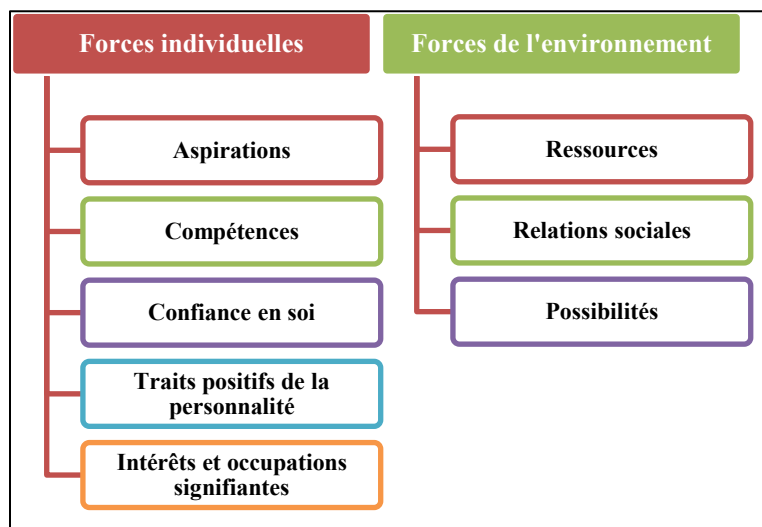 Forces individuelles
Aspirations
Compétences
Confiance en soi
Traits positifs de la
personnalité
Intérêts et occupations
signifiantes
Forces de l'environnement
Ressources
Relations sociales
Possibilités